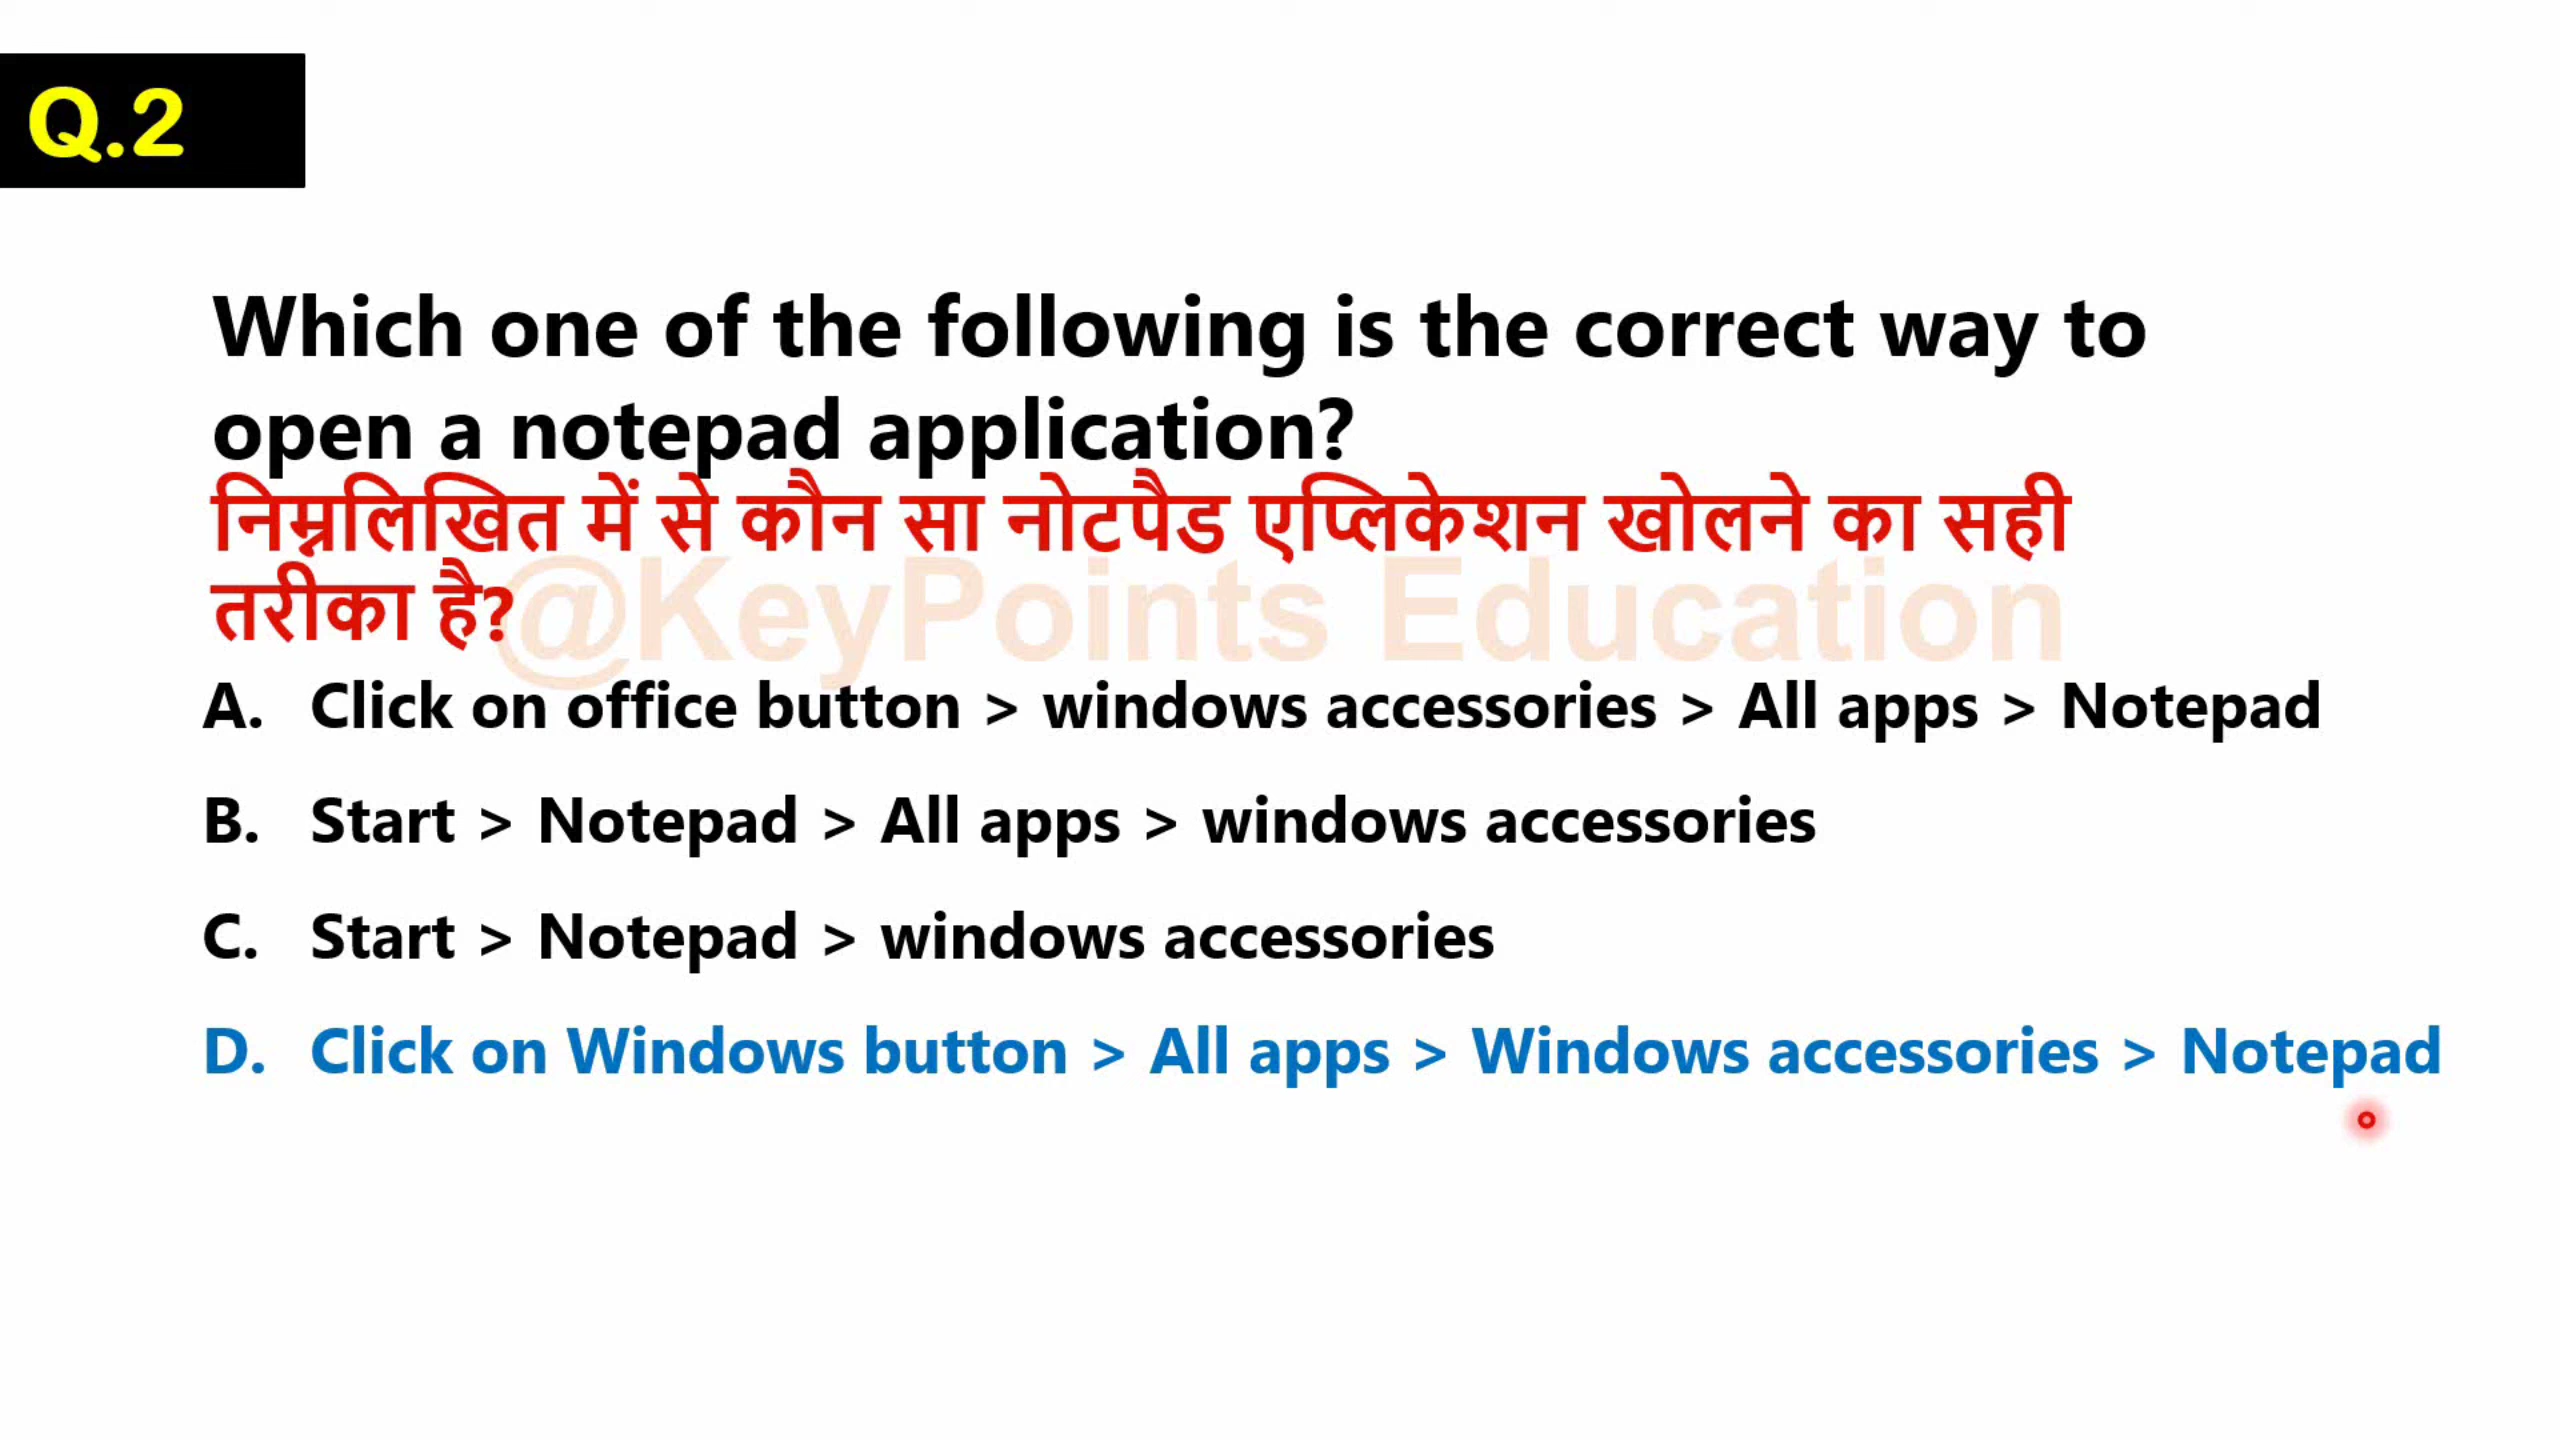 Q.2
Which one of the following is the correct way to
open a notepad application?
निम्नलिखित में से कौन सा नोटपैड एप्लिकेशन खोलने का सही
तरीका है?
@KeyPoints Education
A. Click on office button > windows accessories > All apps > Notepad
B. Start > Notepad > All apps > windows accessories
C. Start > Notepad > windows accessories
D. Click on Windows button > All apps > Windows accessories > Notepad